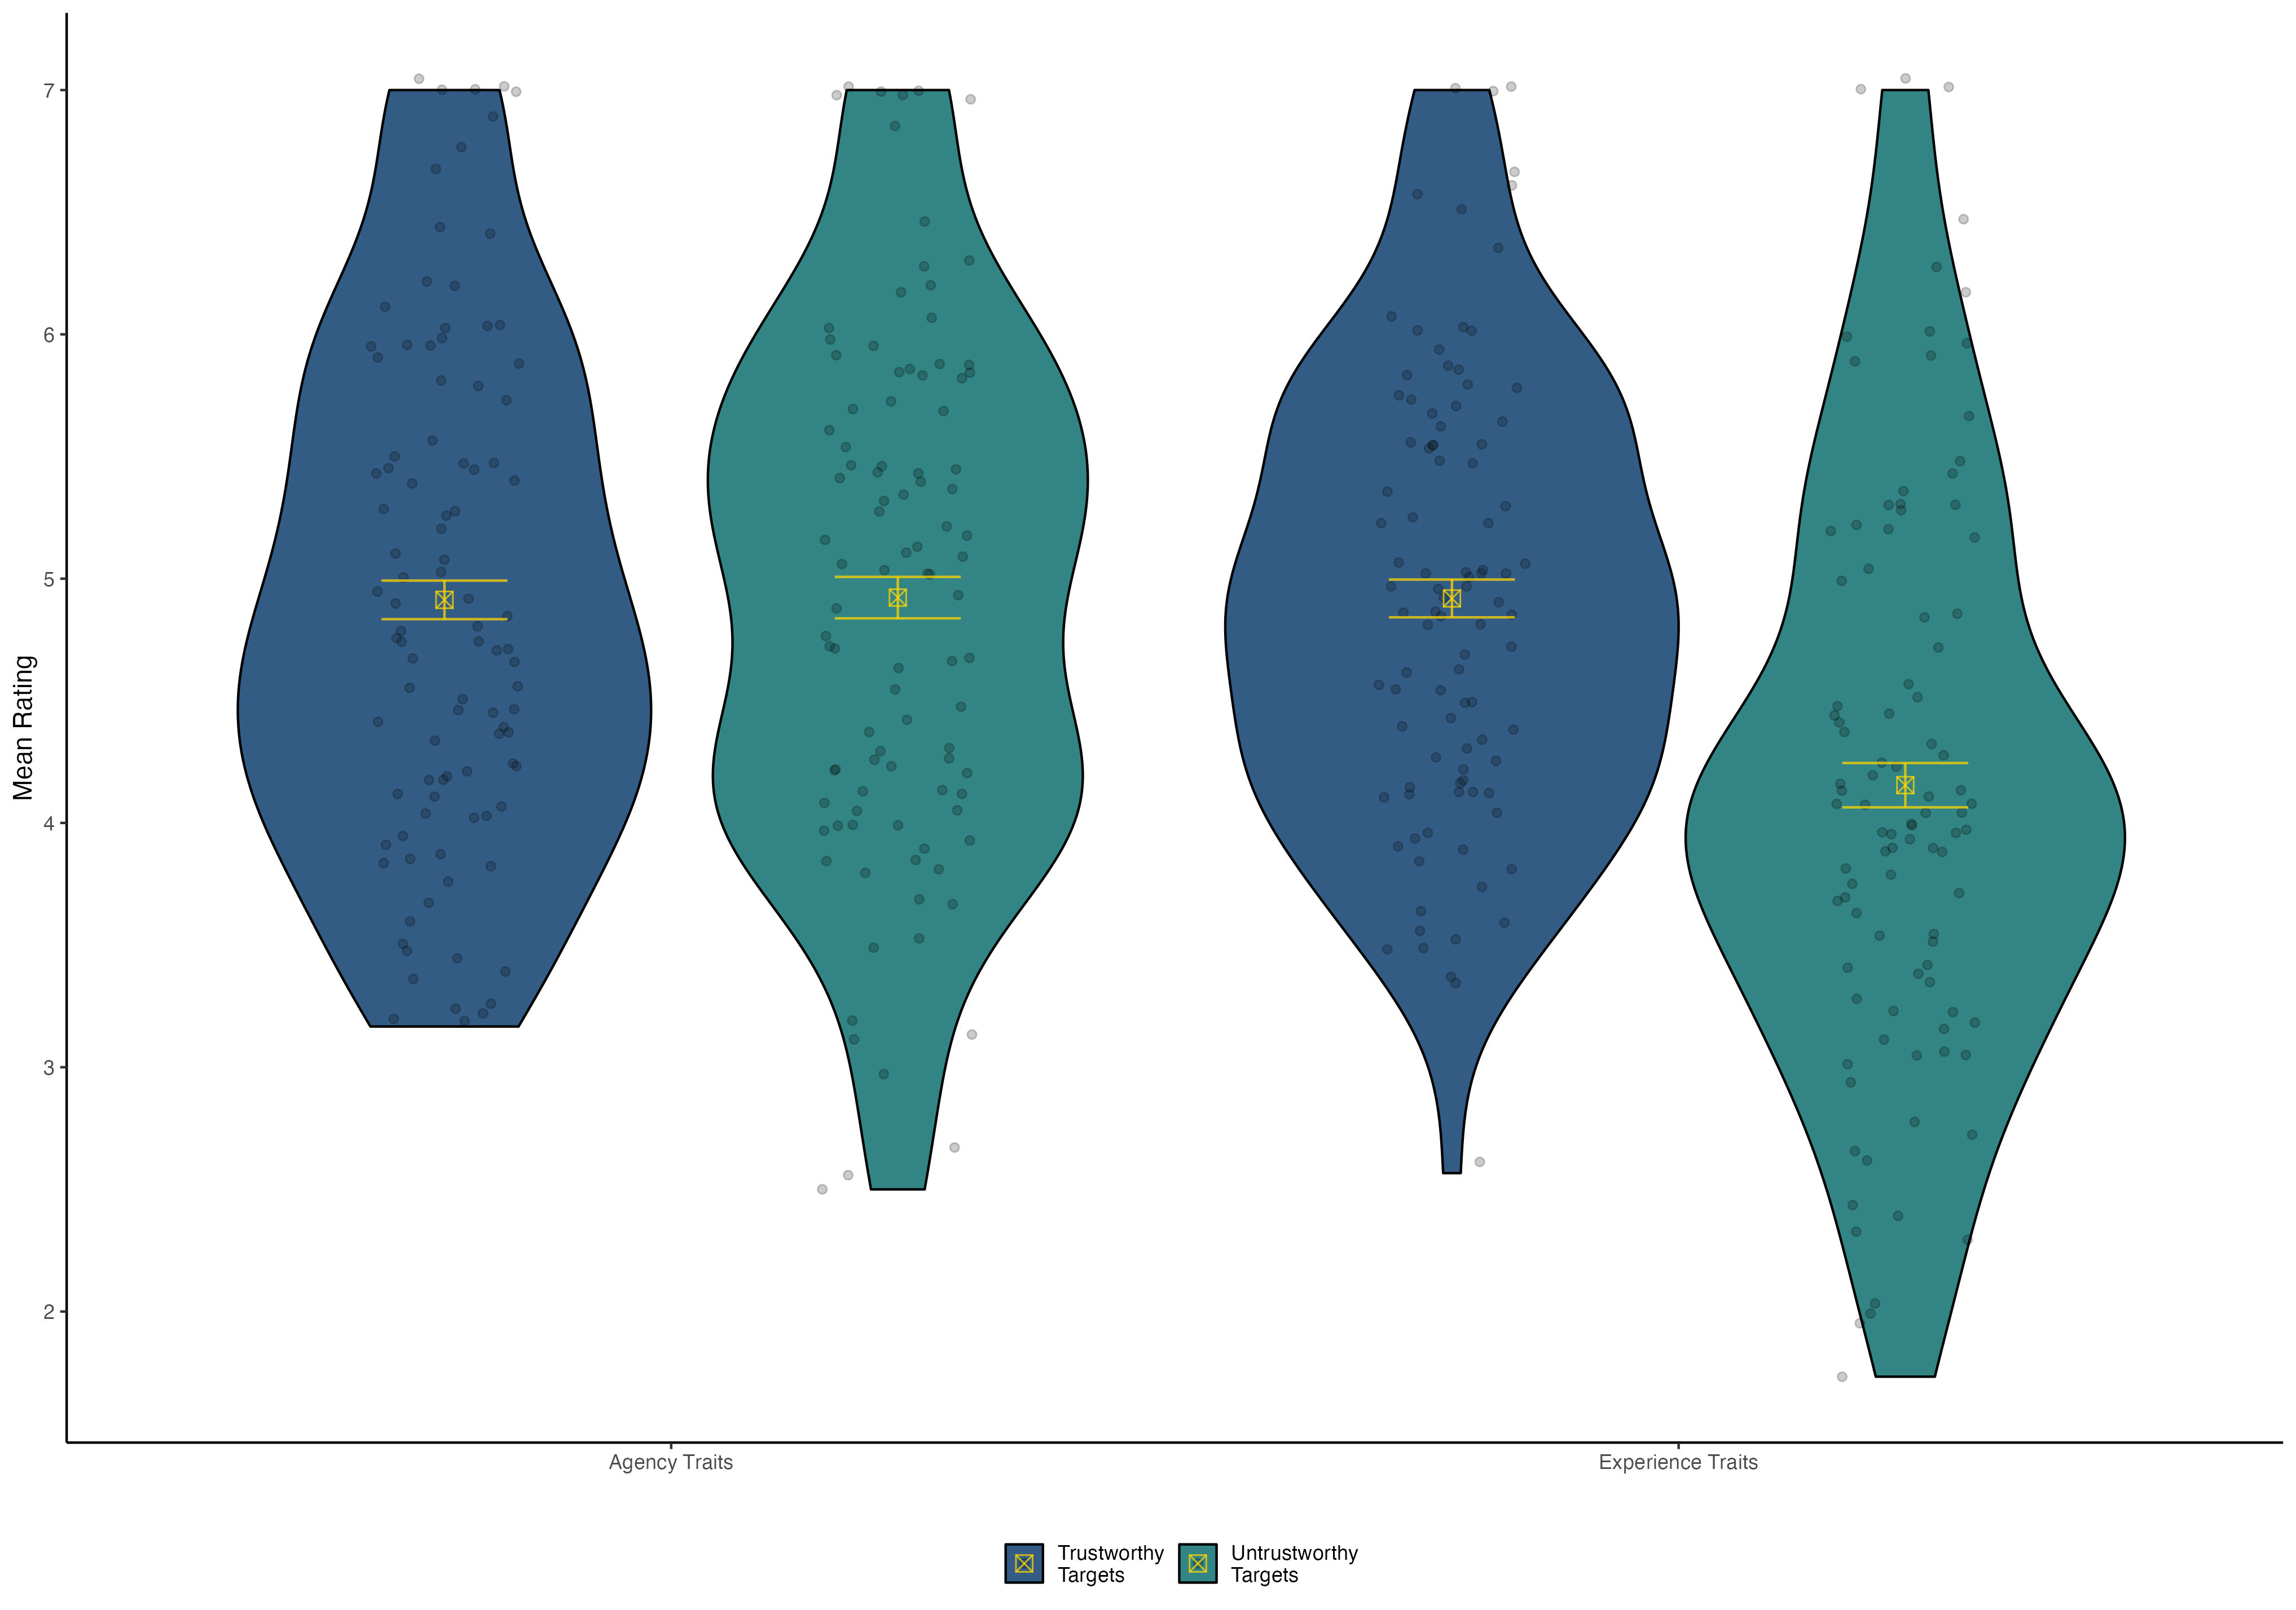 7
6
5
4
3
2
Mean Rating
Agency Traits
Experience Traits
Trustworthy
Targets
Untrustworthy
Targets